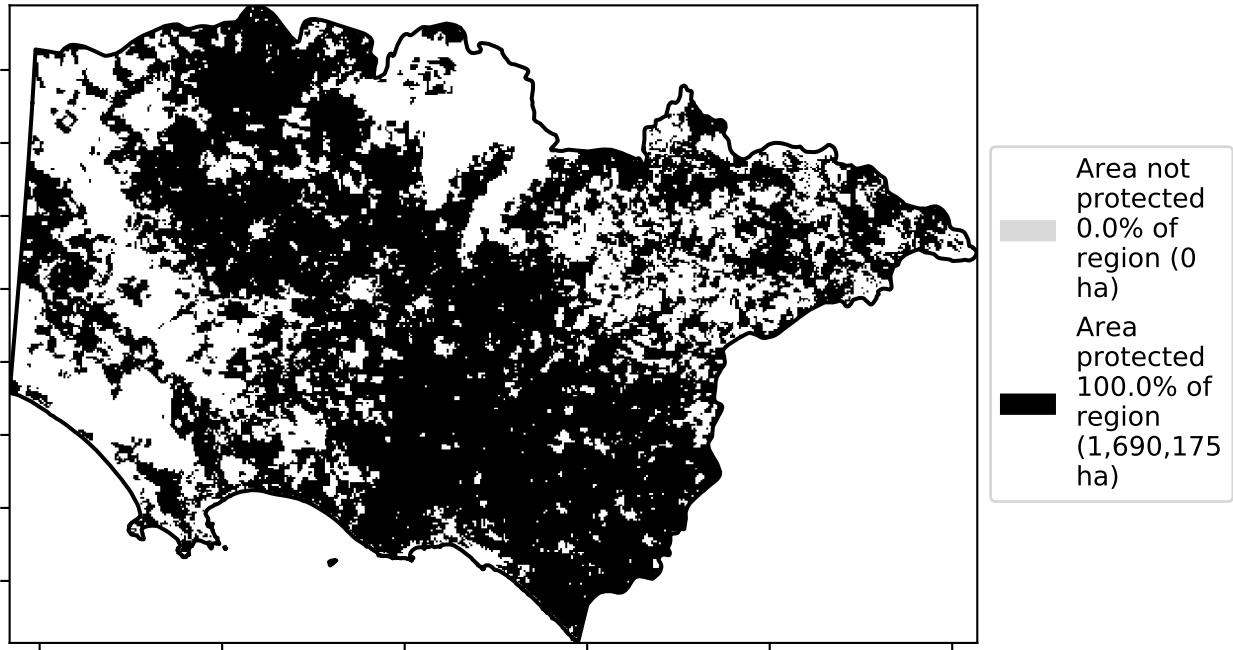 Area not
protected
0.0% of
region (0
ha)
Area
protected
100.0% of
region
(1,690,175
ha)